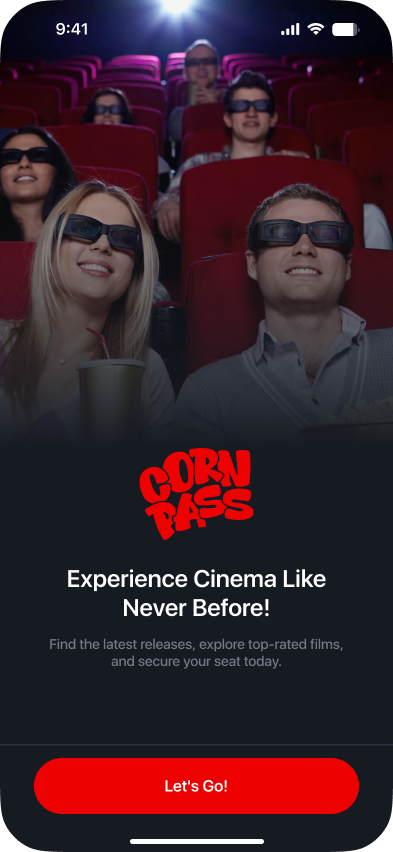 9:41
CORN
PASS
Experience Cinema Like
Never Before!
Find the latest releases, explore top-rated films,
and secure your seat today.
Let's Go!